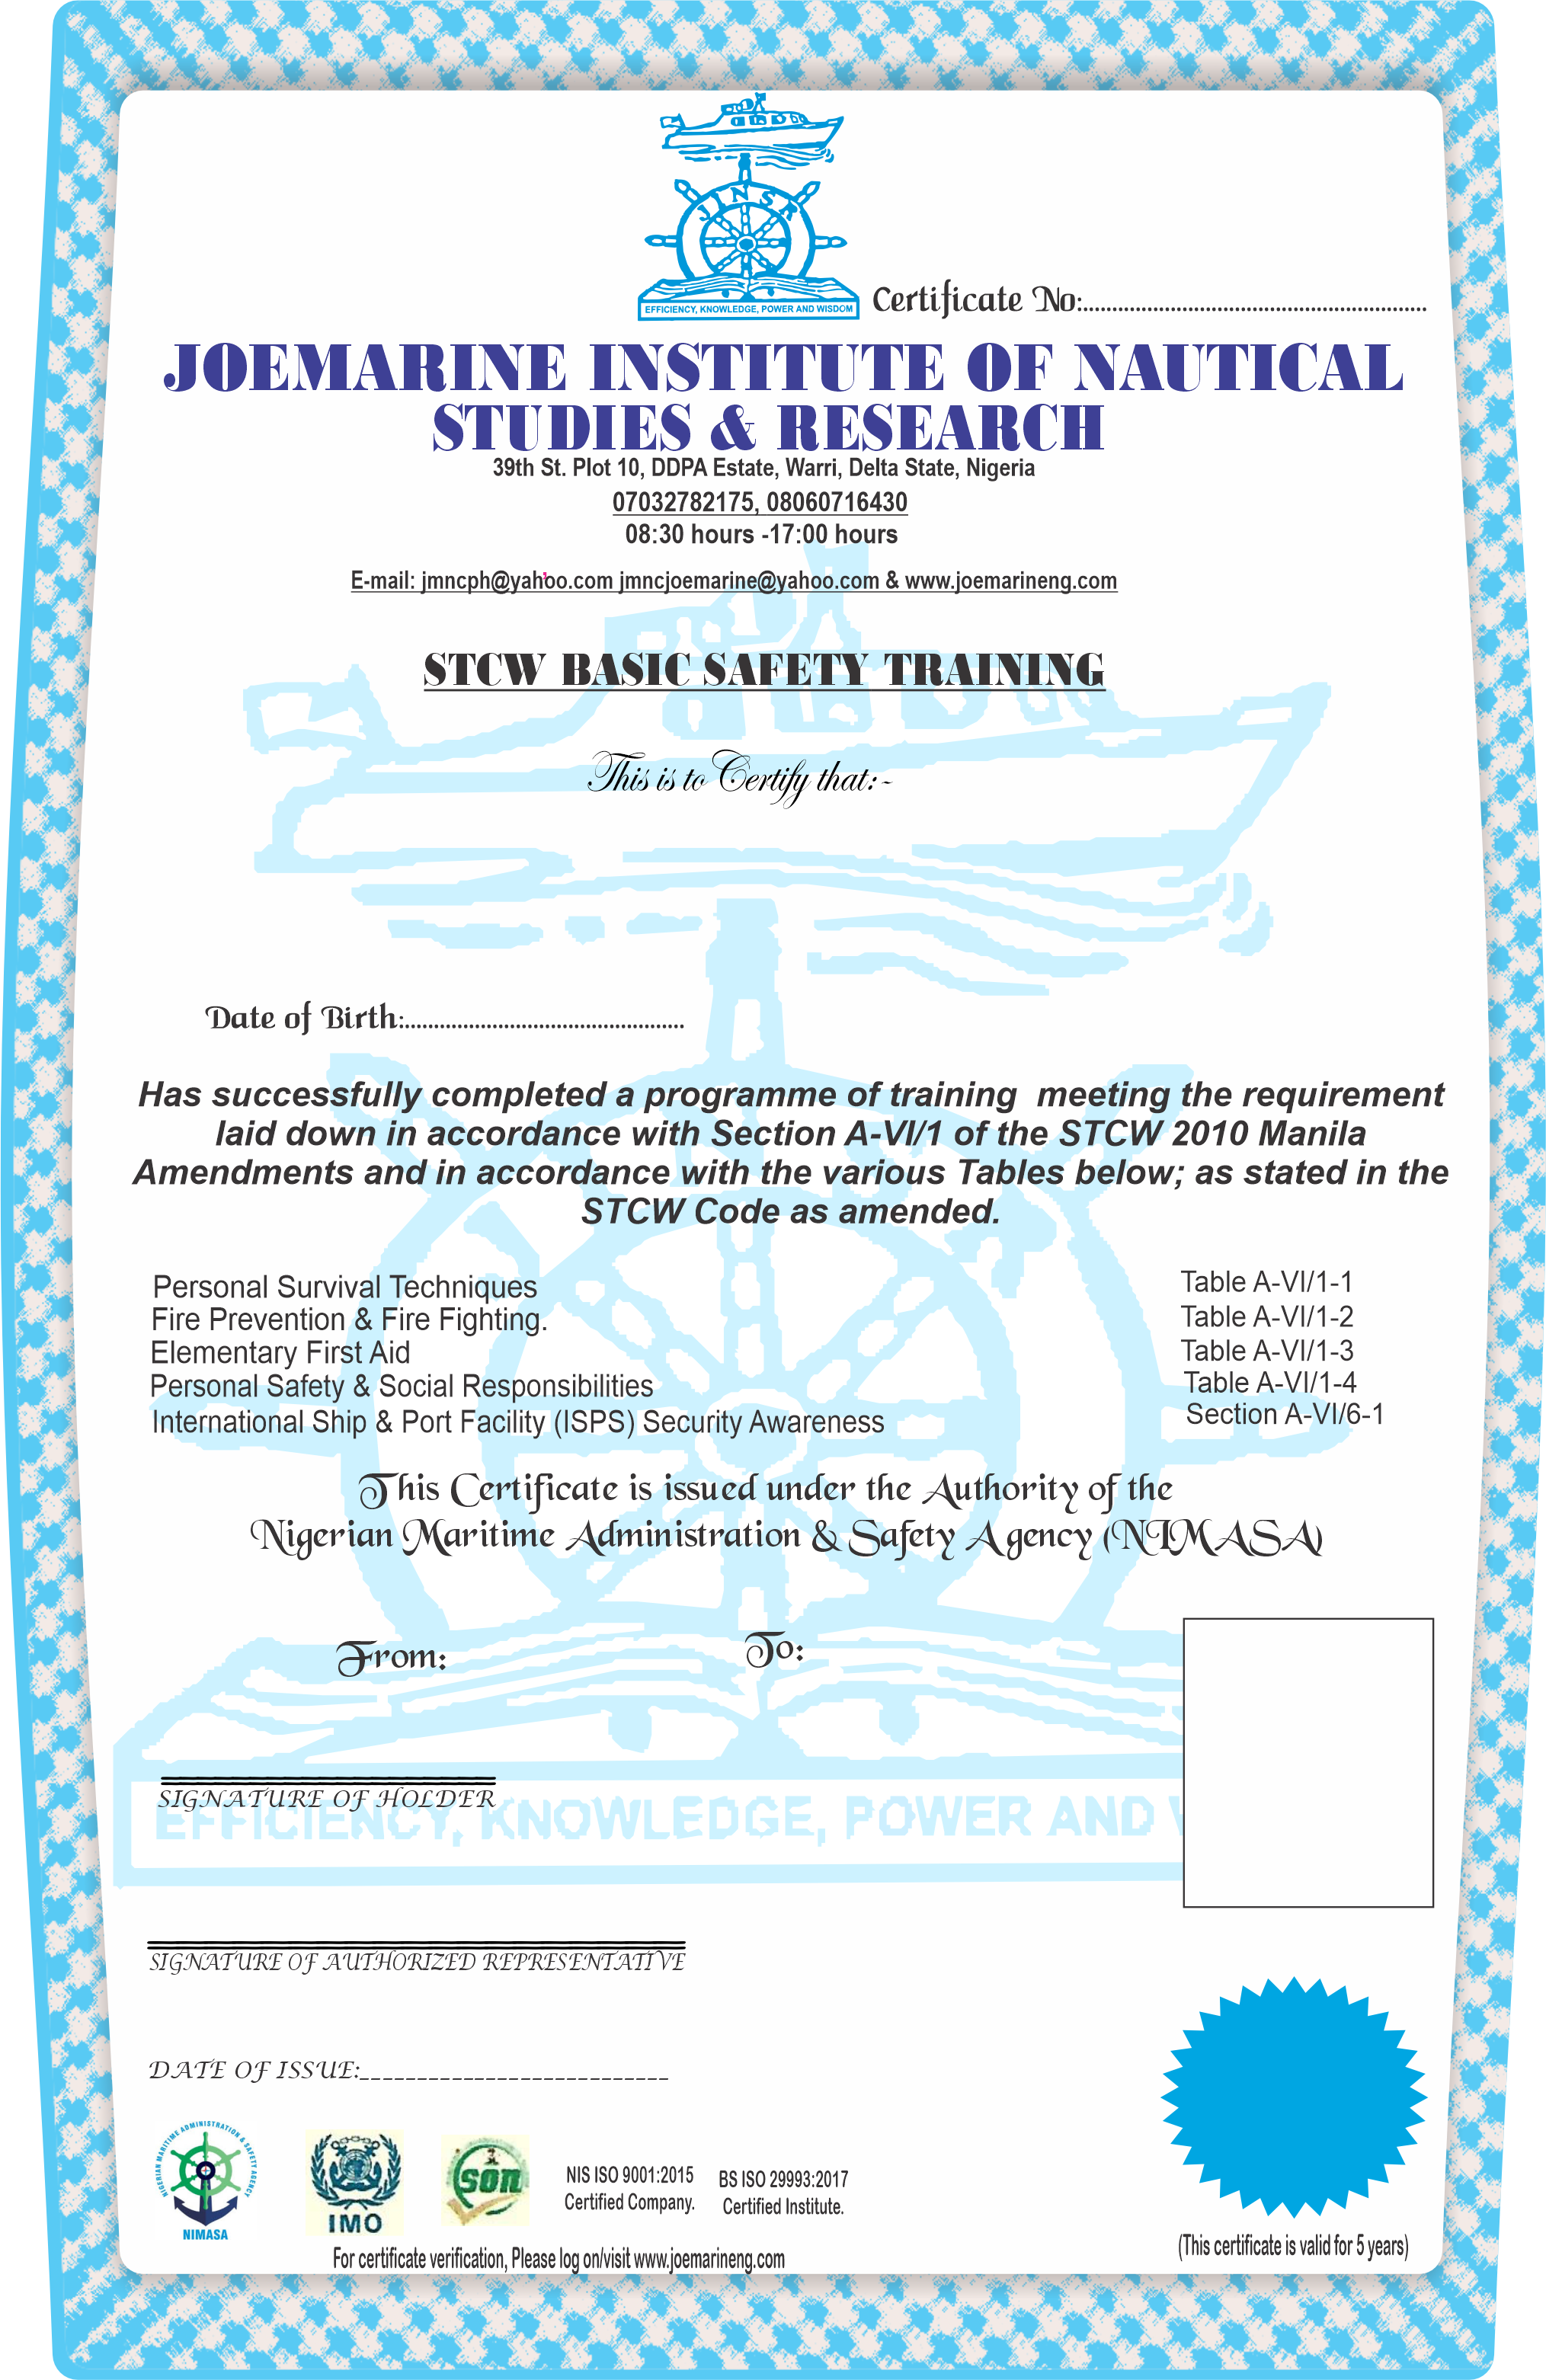 JINSR
EFFICIENCY, KNOWLEDGE, POWER AND WISDOM
Certificate No:............................................................
JOEMARINE INSTITUTE OF NAUTICAL
STUDIES & RESEARCH
39th St. Plot 10, DDPA Estate, Warri, Delta State, Nigeria
07032782175, 08060716430
08:30 hours -17:00 hours
E-mail: jmncph@yahoo.com jmncjoemarine@yahoo.com & www.joemarineng.com
STCW BASIC SAFETY TRAINING
This is to Certify that:-
Date of Birth:................................................
Has successfully completed a programme of training meeting the requirement
laid down in accordance with Section A-VI/1 of the STCW 2010 Manila
Amendments and in accordance with the various Tables below; as stated in the
STCW Code as amended.
Personal Survival Techniques Table A-VI/1-1
Fire Prevention & Fire Fighting. Table A-VI/1-2
Elementary First Aid Table A-VI/1-3
Personal Safety & Social Responsibilities Table A-VI/1-4
International Ship & Port Facility (ISPS) Security Awareness Section A-VI/6-1
This Certificate is issued under the Authority of the
Nigerian Maritime Administration & Safety Agency (NIMASA)
From: To:
SIGNATURE OF HOLDER
EFFICIENCY, KNOWLEDGE, POWER AND
SIGNATURE OF AUTHORIZED REPRESENTATIVE
DATE OF ISSUE:___________________________
NIGERIAN MARITIME ADMINISTRATION & SAFETY AGENCY
NIMASA
IMO
SON
NIS ISO 9001:2015
Certified Company.
BS ISO 29993:2017
Certified Institute.
(This certificate is valid for 5 years)
For certificate verification, Please log on/visit www.joemarineng.com